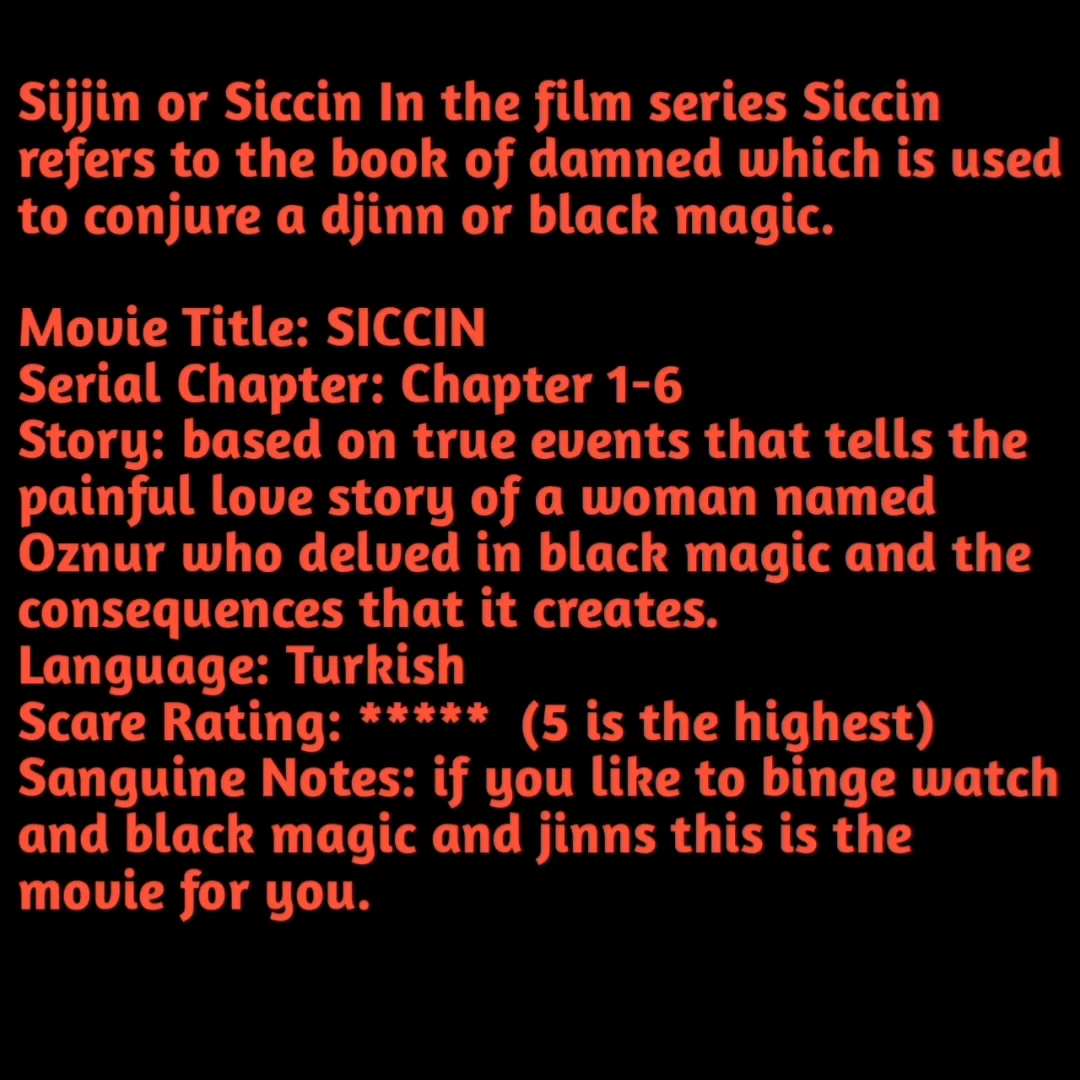 Sijjin or Siccin In the film series Siccin
refers to the book of damned which is used
to conjure a djinn or black magic.
Movie Title: SICCIN
Serial Chapter: Chapter 1-6
Story: based on true events that tells the
painful love story of a woman named
Oznur who delved in black magic and the
consequences that it creates.
Language: Turkish
Scare Rating: ***** (5 is the highest)
Sanguine Notes: if you like to binge watch
and black magic and jinns this is the
movie for you.